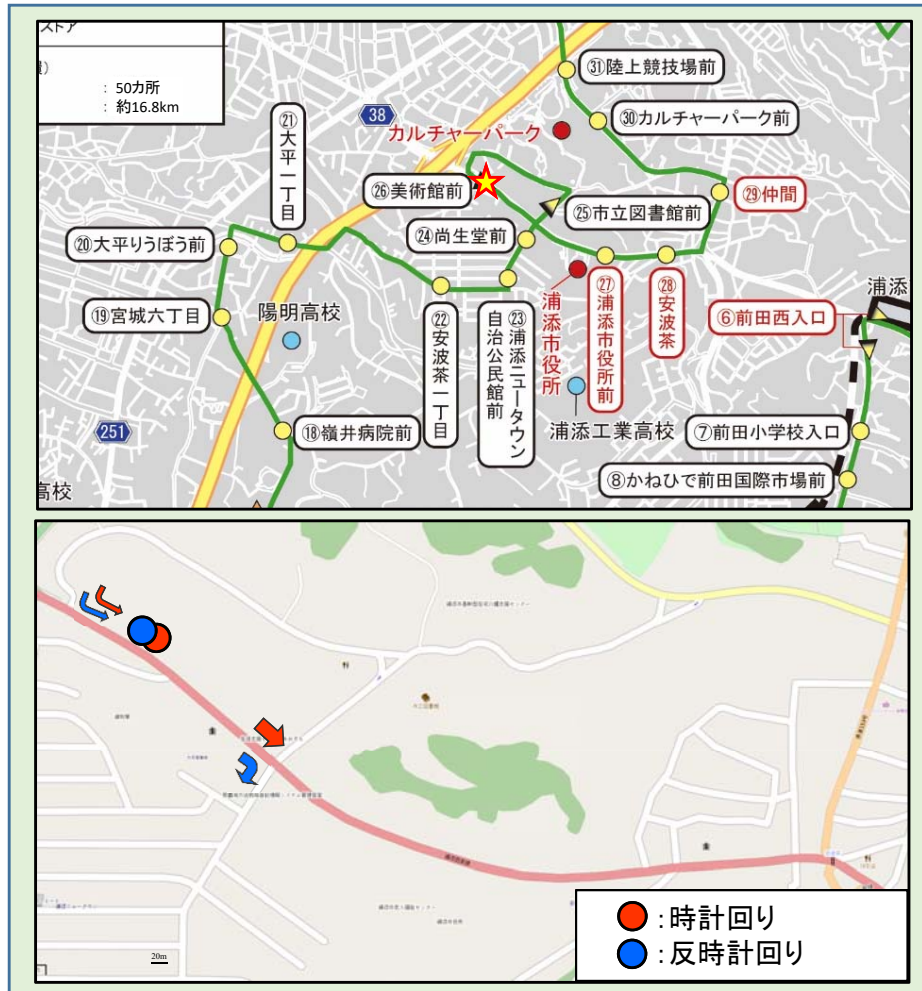 ストア
: 50カ所
: 約16.8km
㉛陸上競技場前
38
カルチャーパーク
㉚カルチャーパーク前
㉑大平一丁目
㉖美術館前
㉙仲間
㉕市立図書館前
⑳大平りうぼう前
㉔尚生堂前
浦添
⑲宮城六丁目
陽明高校
㉒安波茶一丁目
㉓浦添ニュータウン
自治公民館前
浦添市役所
㉗浦添市役所前
㉘安波茶
⑥前田西入口
251
⑱嶺井病院前
浦添工業高校
⑦前田小学校入口
⑧かねひで前田国際市場前
高校
20m
:時計回り
:反時計回り